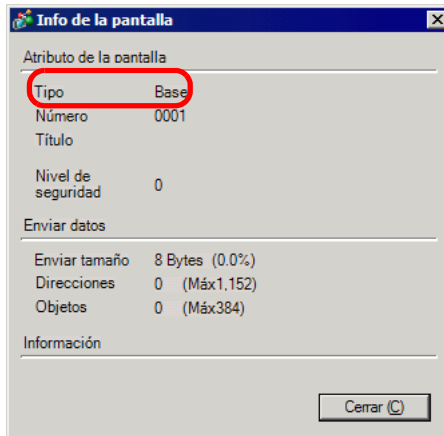 Info de la pantalla
Atributo de la pantalla
Tipo Base
Número 0001
Título
Nivel de
seguridad 0
Enviar datos
Enviar tamaño 8 Bytes (0.0%)
Direcciones 0 (Máx1,152)
Objetos 0 (Máx384)
Información
Cerrar (C)